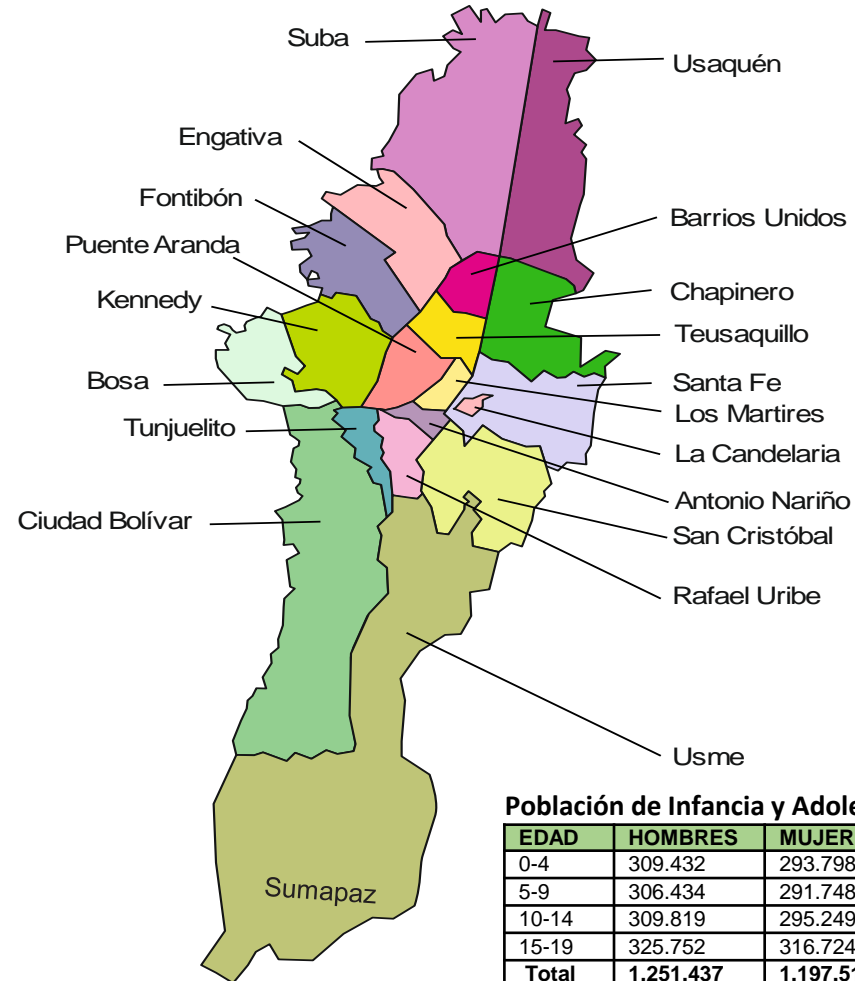 Suba
Usaquén
Engativa
Fontibón
Barrios Unidos
Puente Aranda
Chapinero
Kennedy
Teusaquillo
Bosa
Santa Fe
Los Martires
Tunjuelito
La Candelaria
Antonio Nariño
Ciudad Bolívar
San Cristóbal
Rafael Uribe
Usme
Sumapaz
Población de Infancia y Adole
EDAD HOMBRES MUJER
0-4 309.432 293.798
5-9 306.434 291.748
10-14 309.819 295.249
15-19 325.752 316.724
Total 1.251.437 1.197.51